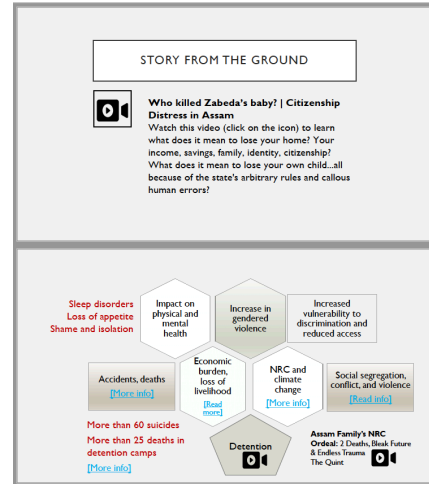 STORY FROM THE GROUND
Who killed Zabeda's baby? | Citizenship
Distress in Assam
Watch this video (click on the icon) to learn
what does it mean to lose your home? Your
income, savings, family, identity, citizenship?
What does it mean to lose your own child...all
because of the state's arbitrary rules and callous
human errors?
Sleep disorders
Loss of appetite
Shame and isolation
Impact on
physical and
mental
health
Increase in
gendered
violence
Increased
vulnerability to
discrimination and
reduced access
Accidents, deaths
[More info]
Economic
burden,
loss of
livelihood
[Read
more]
NRC and
climate
change
[More info]
Social segregation,
conflict, and violence
[Read info]
More than 60 suicides
More than 25 deaths in
detention camps
[More info]
Detention
Assam Family's NRC
Ordeal: 2 Deaths, Bleak Future
& Endless Trauma
The Quint